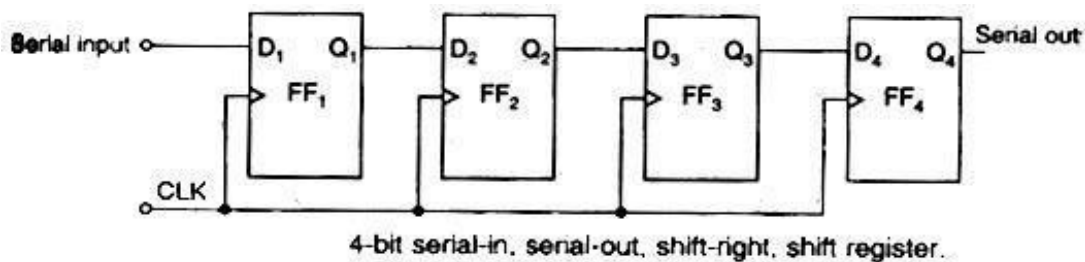 Serial input
D₁ Q₁ D₂ Q₂ D₃ Q₃ D₄ Q₄ Serial out
FF₁ FF₂ FF₃ FF₄
CLK
4-bit serial-in, serial-out, shift-right, shift register.